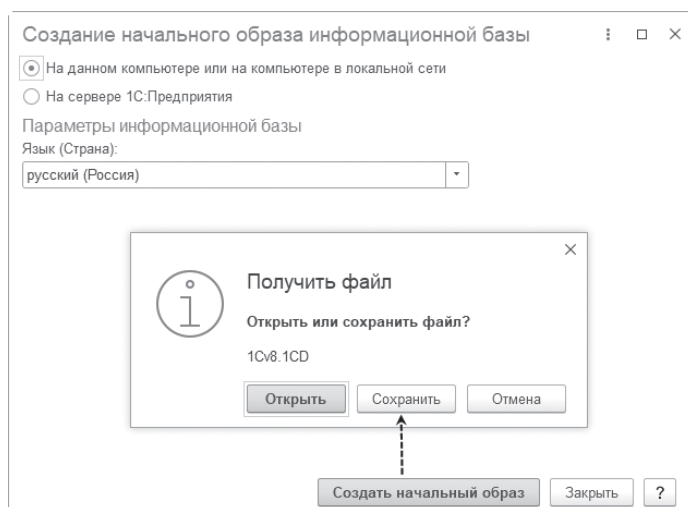 Создание начального образа информационной базы
На данном компьютере или на компьютере в локальной сети
На сервере 1С:Предприятия
Параметры информационной базы
Язык (Страна):
русский (Россия)
Получить файл
Открыть или сохранить файл?
1Cv8.1CD
Открыть Сохранить Отмена
Создать начальный образ Закрыть ?